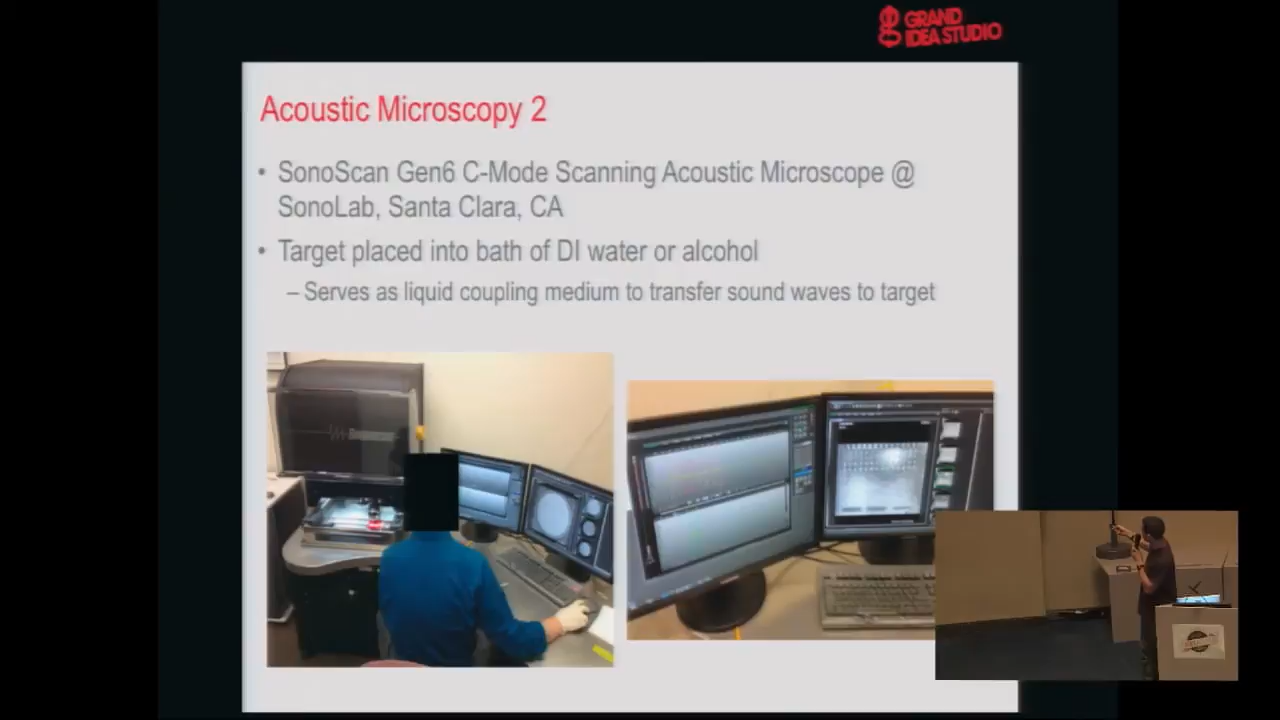 GRAND
IDEA STUDIO
Acoustic Microscopy 2
• SonoScan Gen6 C-Mode Scanning Acoustic Microscope @
SonoLab, Santa Clara, CA
• Target placed into bath of DI water or alcohol
– Serves as liquid coupling medium to transfer sound waves to target